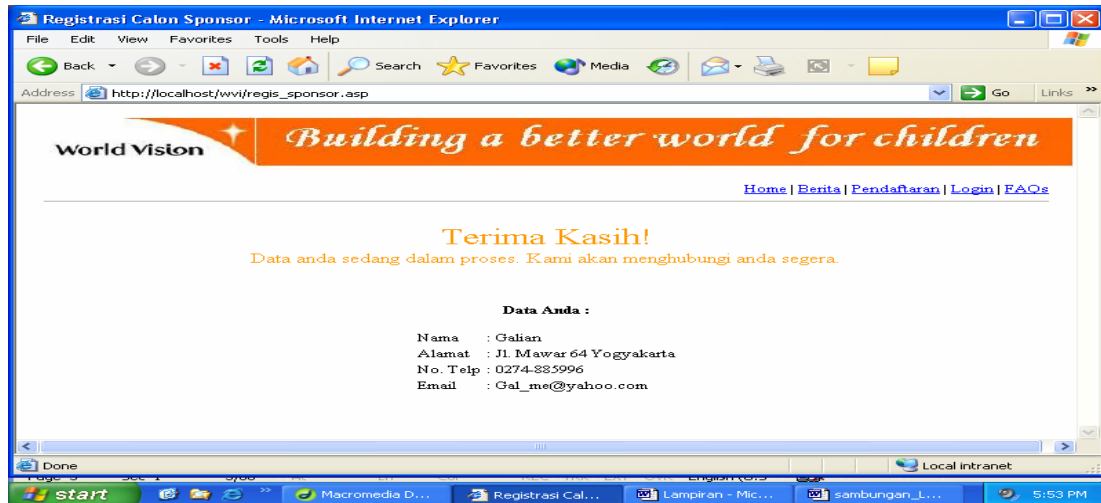 Registrasi Calon Sponsor - Microsoft Internet Explorer
File Edit View Favorites Tools Help
Back Search Favorites Media
Address http://localhost/wvi/regis_sponsor.asp Go Links »
World Vision Building a better world for children
Home | Berita | Pendaftaran | Login | FAQs
Terima Kasih!
Data anda sedang dalam proses. Kami akan menghubungi anda segera.
Data Anda :
Nama : Galian
Alamat : Jl. Mawar 64 Yogyakarta
No. Telp : 0274-885996
Email : Gal_me@yahoo.com
Done Local intranet
start » Macromedia D... Registrasi Cal... Lampiran - Mic... sambungan_L... 5:53 PM